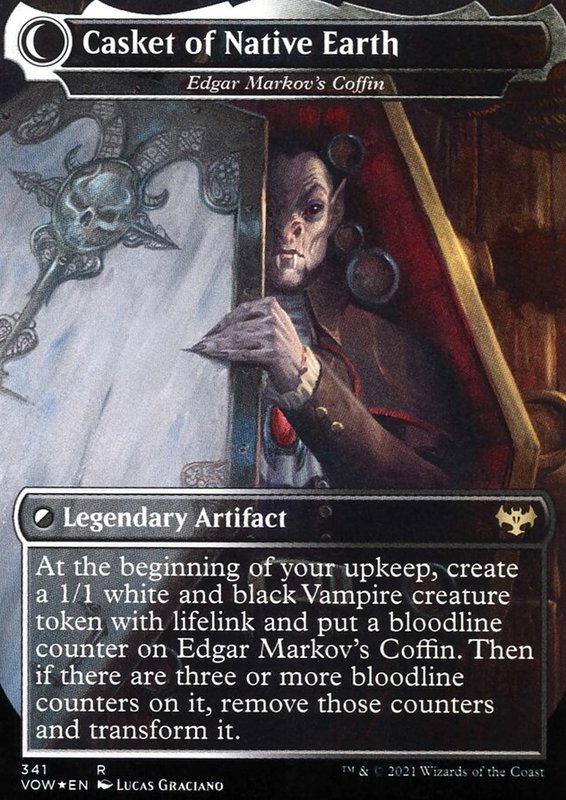 Casket of Native Earth
Edgar Markov's Coffin
Legendary Artifact
At the beginning of your upkeep, create
a 1/1 white and black Vampire creature
token with lifelink and put a bloodline
counter on Edgar Markov's Coffin. Then
if there are three or more bloodline
counters on it, remove those counters
and transform it.
341 R
VOW★EN Lucas Graciano
™ & © 2021 Wizards of the Coast